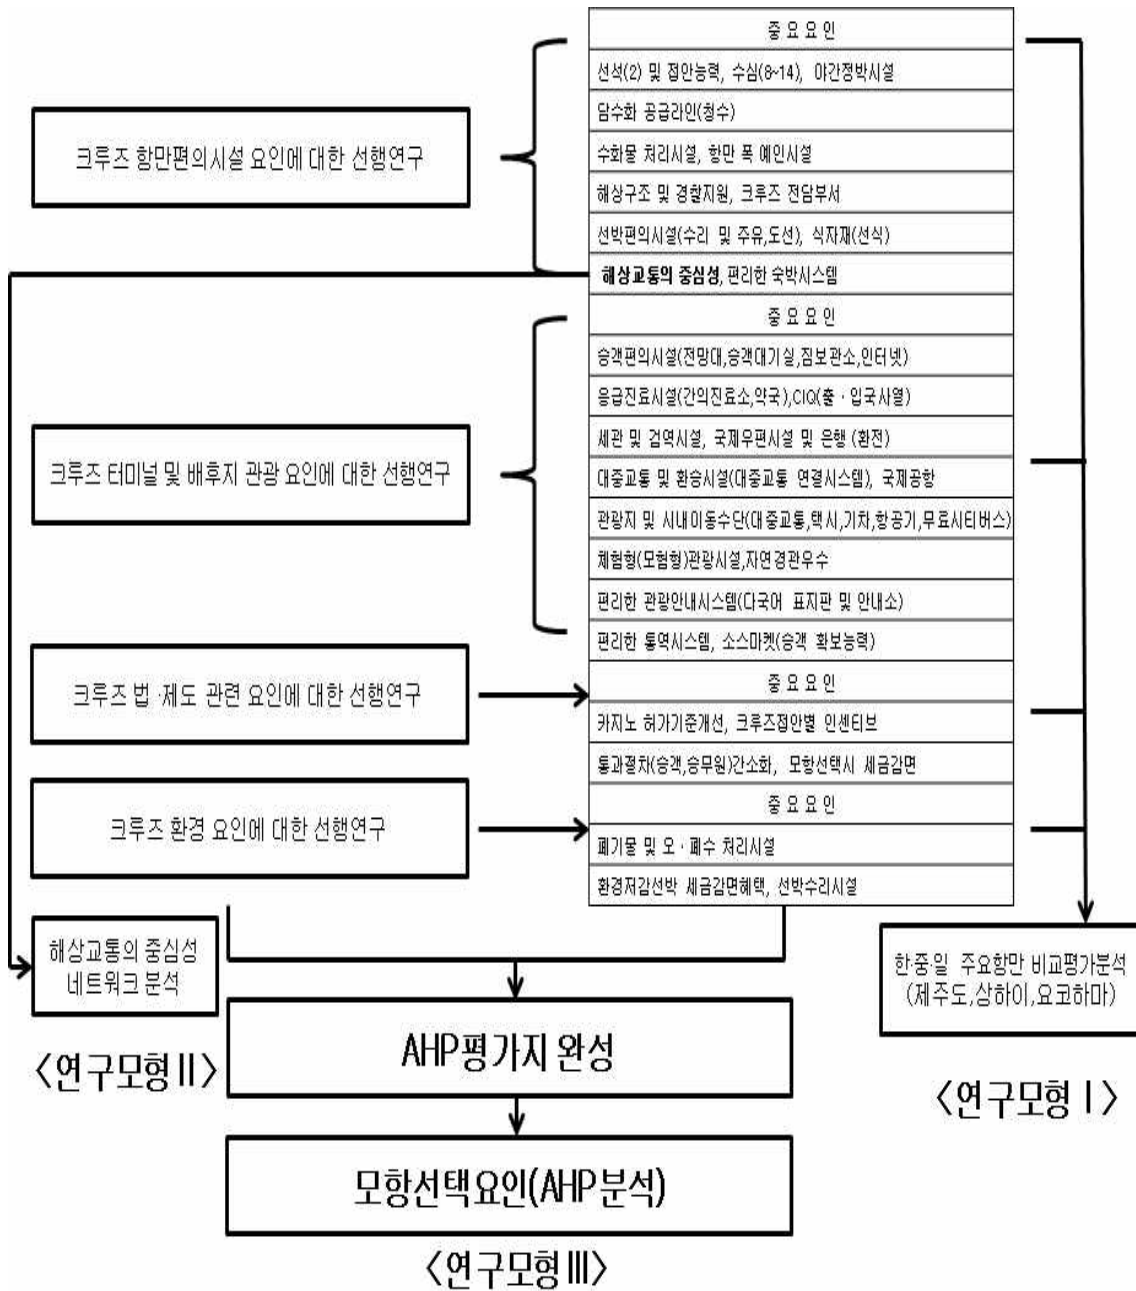 중요요인
선석(2) 및 접안능력, 수심(8~14), 야간정박시설
담수화 공급라인(청수)
크루즈 항만편의시설 요인에 대한 선행연구
수화물 처리시설, 항만 폭 예인시설
해상구조 및 경찰지원, 크루즈 전담부서
선박편의시설(수리 및 주유,도선), 식자재(선식)
해상교통의 중심성, 편리한 숙박시스템
중요요인
승객편의시설(전망대,승객대기실,짐보관소,인터넷)
응급진료시설(간의진료소,약국),CIQ(출·입국사열)
세관 및 검역시설, 국제우편시설 및 은행 (환전)
크루즈 터미널 및 배후지 관광 요인에 대한 선행연구
대중교통 및 환승시설(대중교통 연결시스템), 국제공항
관광지 및 시내이동수단(대중교통,택시,기차,항공기,무료시티버스)
체험형(모험형)관광시설,자연경관우수
편리한 관광안내시스템(다국어 표지판 및 안내소)
편리한 통역시스템, 소스마켓(승객 확보능력)
크루즈 법·제도 관련 요인에 대한 선행연구
중요요인
카지노 허가기준개선, 크루즈접안별 인센티브
통과절차(승객,승무원)간소화, 모항선택시 세금감면
중요요인
크루즈 환경 요인에 대한 선행연구
폐기물 및 오·폐수 처리시설
환경저감선박 세금감면혜택, 선박수리시설
해상교통의 중심성
네트워크 분석
<연구모형Ⅱ>
한·중·일 주요항만 비교평가분석
(제주도,상하이,요코하마)
<연구모형Ⅰ>
AHP평가지 완성
모항선택요인(AHP분석)
<연구모형Ⅲ>